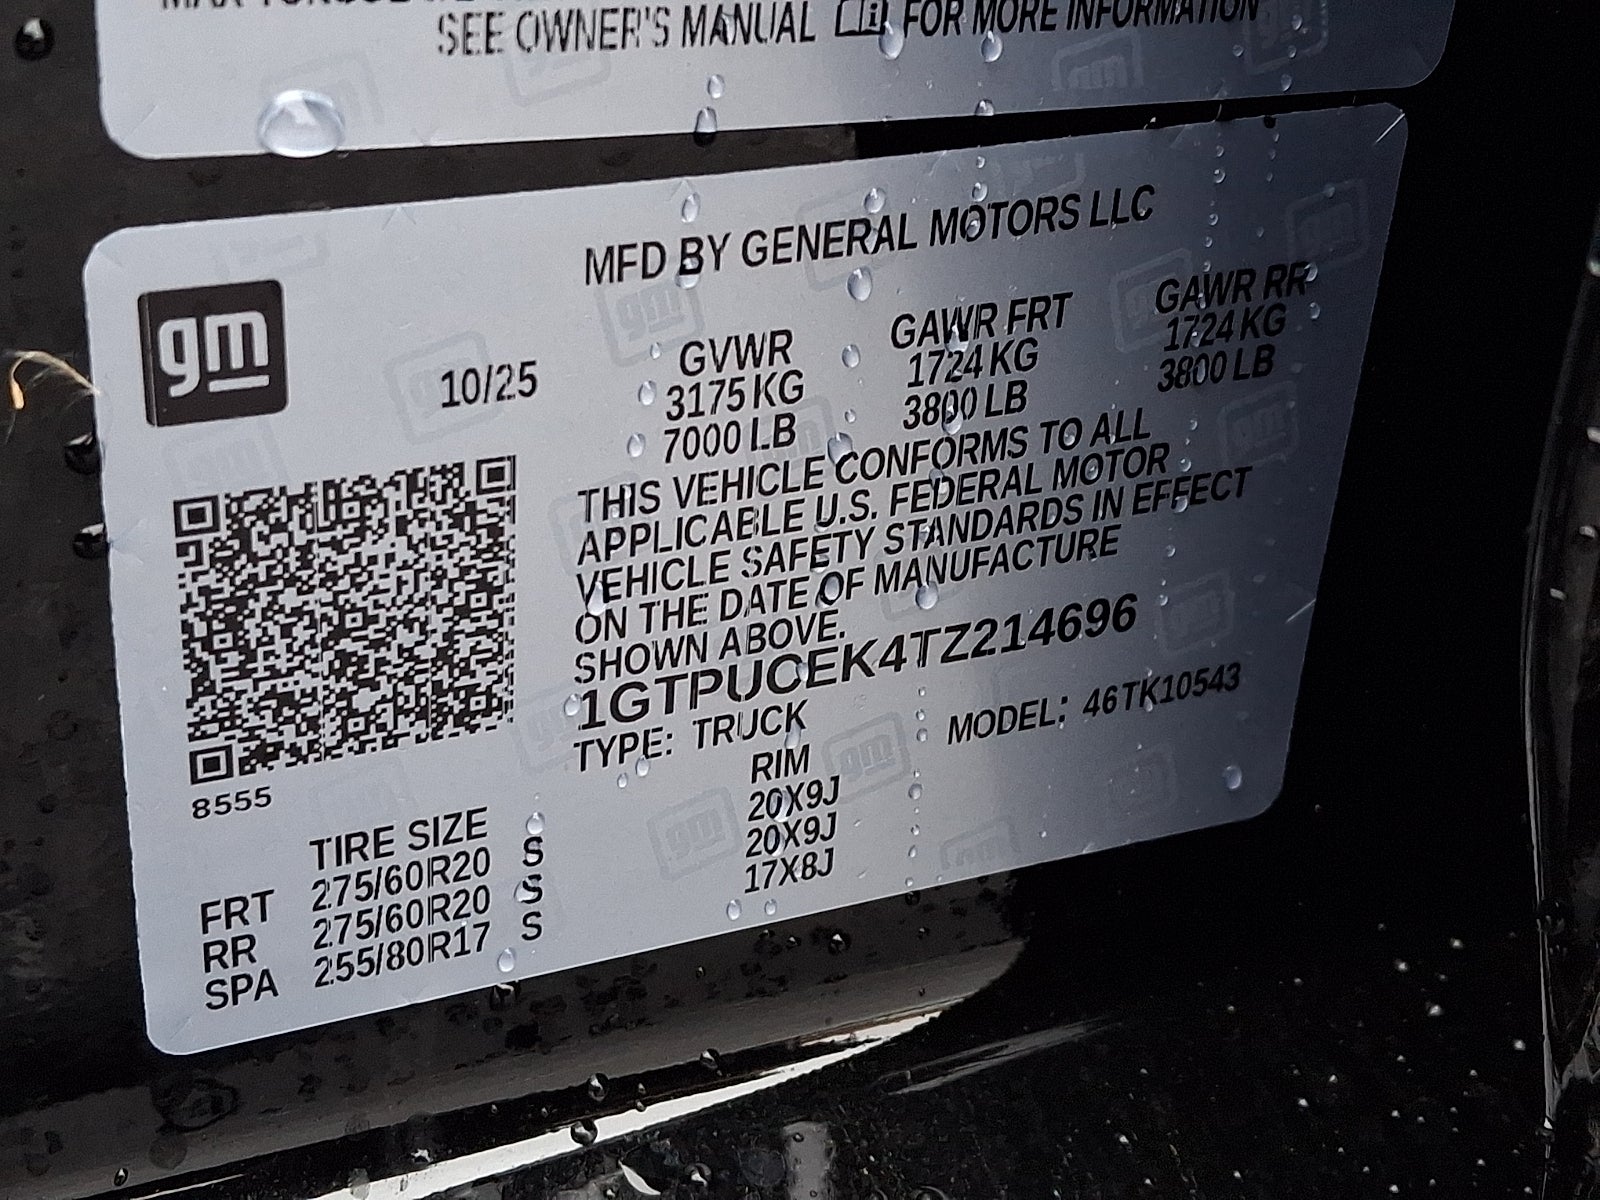 SEE OWNER'S MANUAL i FOR MORE INFORMATION
MFD BY GENERAL MOTORS LLC
gm
10/25
GVWR GAWR FRT GAWR RR
3175 KG 1724 KG 1724 KG
7000 LB 3800 LB 3800 LB
THIS VEHICLE CONFORMS TO ALL
APPLICABLE U.S. FEDERAL MOTOR
VEHICLE SAFETY STANDARDS IN EFFECT
ON THE DATE OF MANUFACTURE
SHOWN ABOVE.
1GTPUCEK4TZ214696
TYPE: TRUCK MODEL: 46TK10543
8555
TIRE SIZE RIM
FRT 275/60R20 S 20X9J
RR 275/60R20 S 20X9J
SPA 255/80R17 S 17X8J